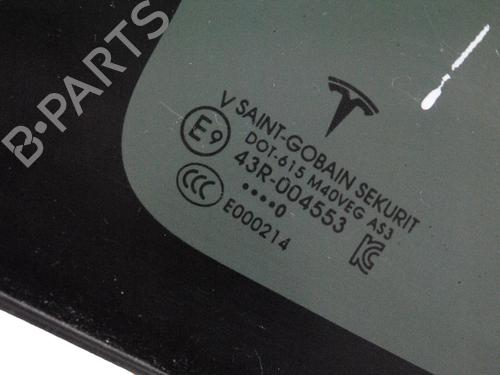 B-PARTS
V SAINT-GOBAIN SEKURIT
E9 DOT-615 M40VEG AS3
43R-004553
CCC ••••0
E000214